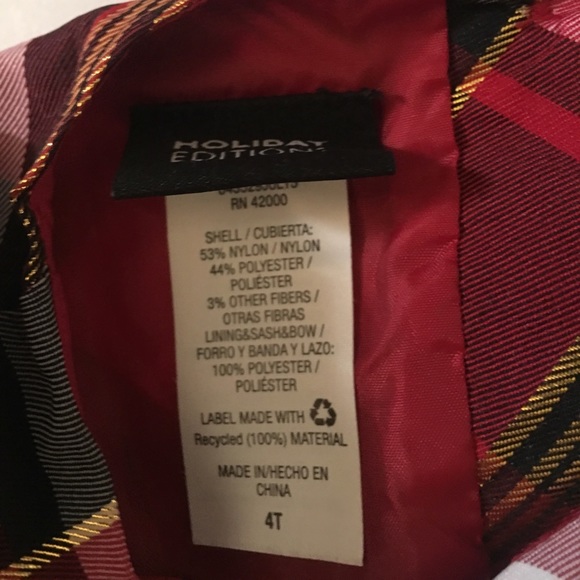 HOLIDAY
EDITIONS
RN 42000
SHELL / CUBIERTA:
53% NYLON / NYLON
44% POLYESTER /
POLIÉSTER
3% OTHER FIBERS /
OTRAS FIBRAS
LINING&SASH&BOW /
FORRO Y BANDA Y LAZO:
100% POLYESTER /
POLIÉSTER
LABEL MADE WITH
Recycled (100%) MATERIAL
MADE IN/HECHO EN
CHINA
4T